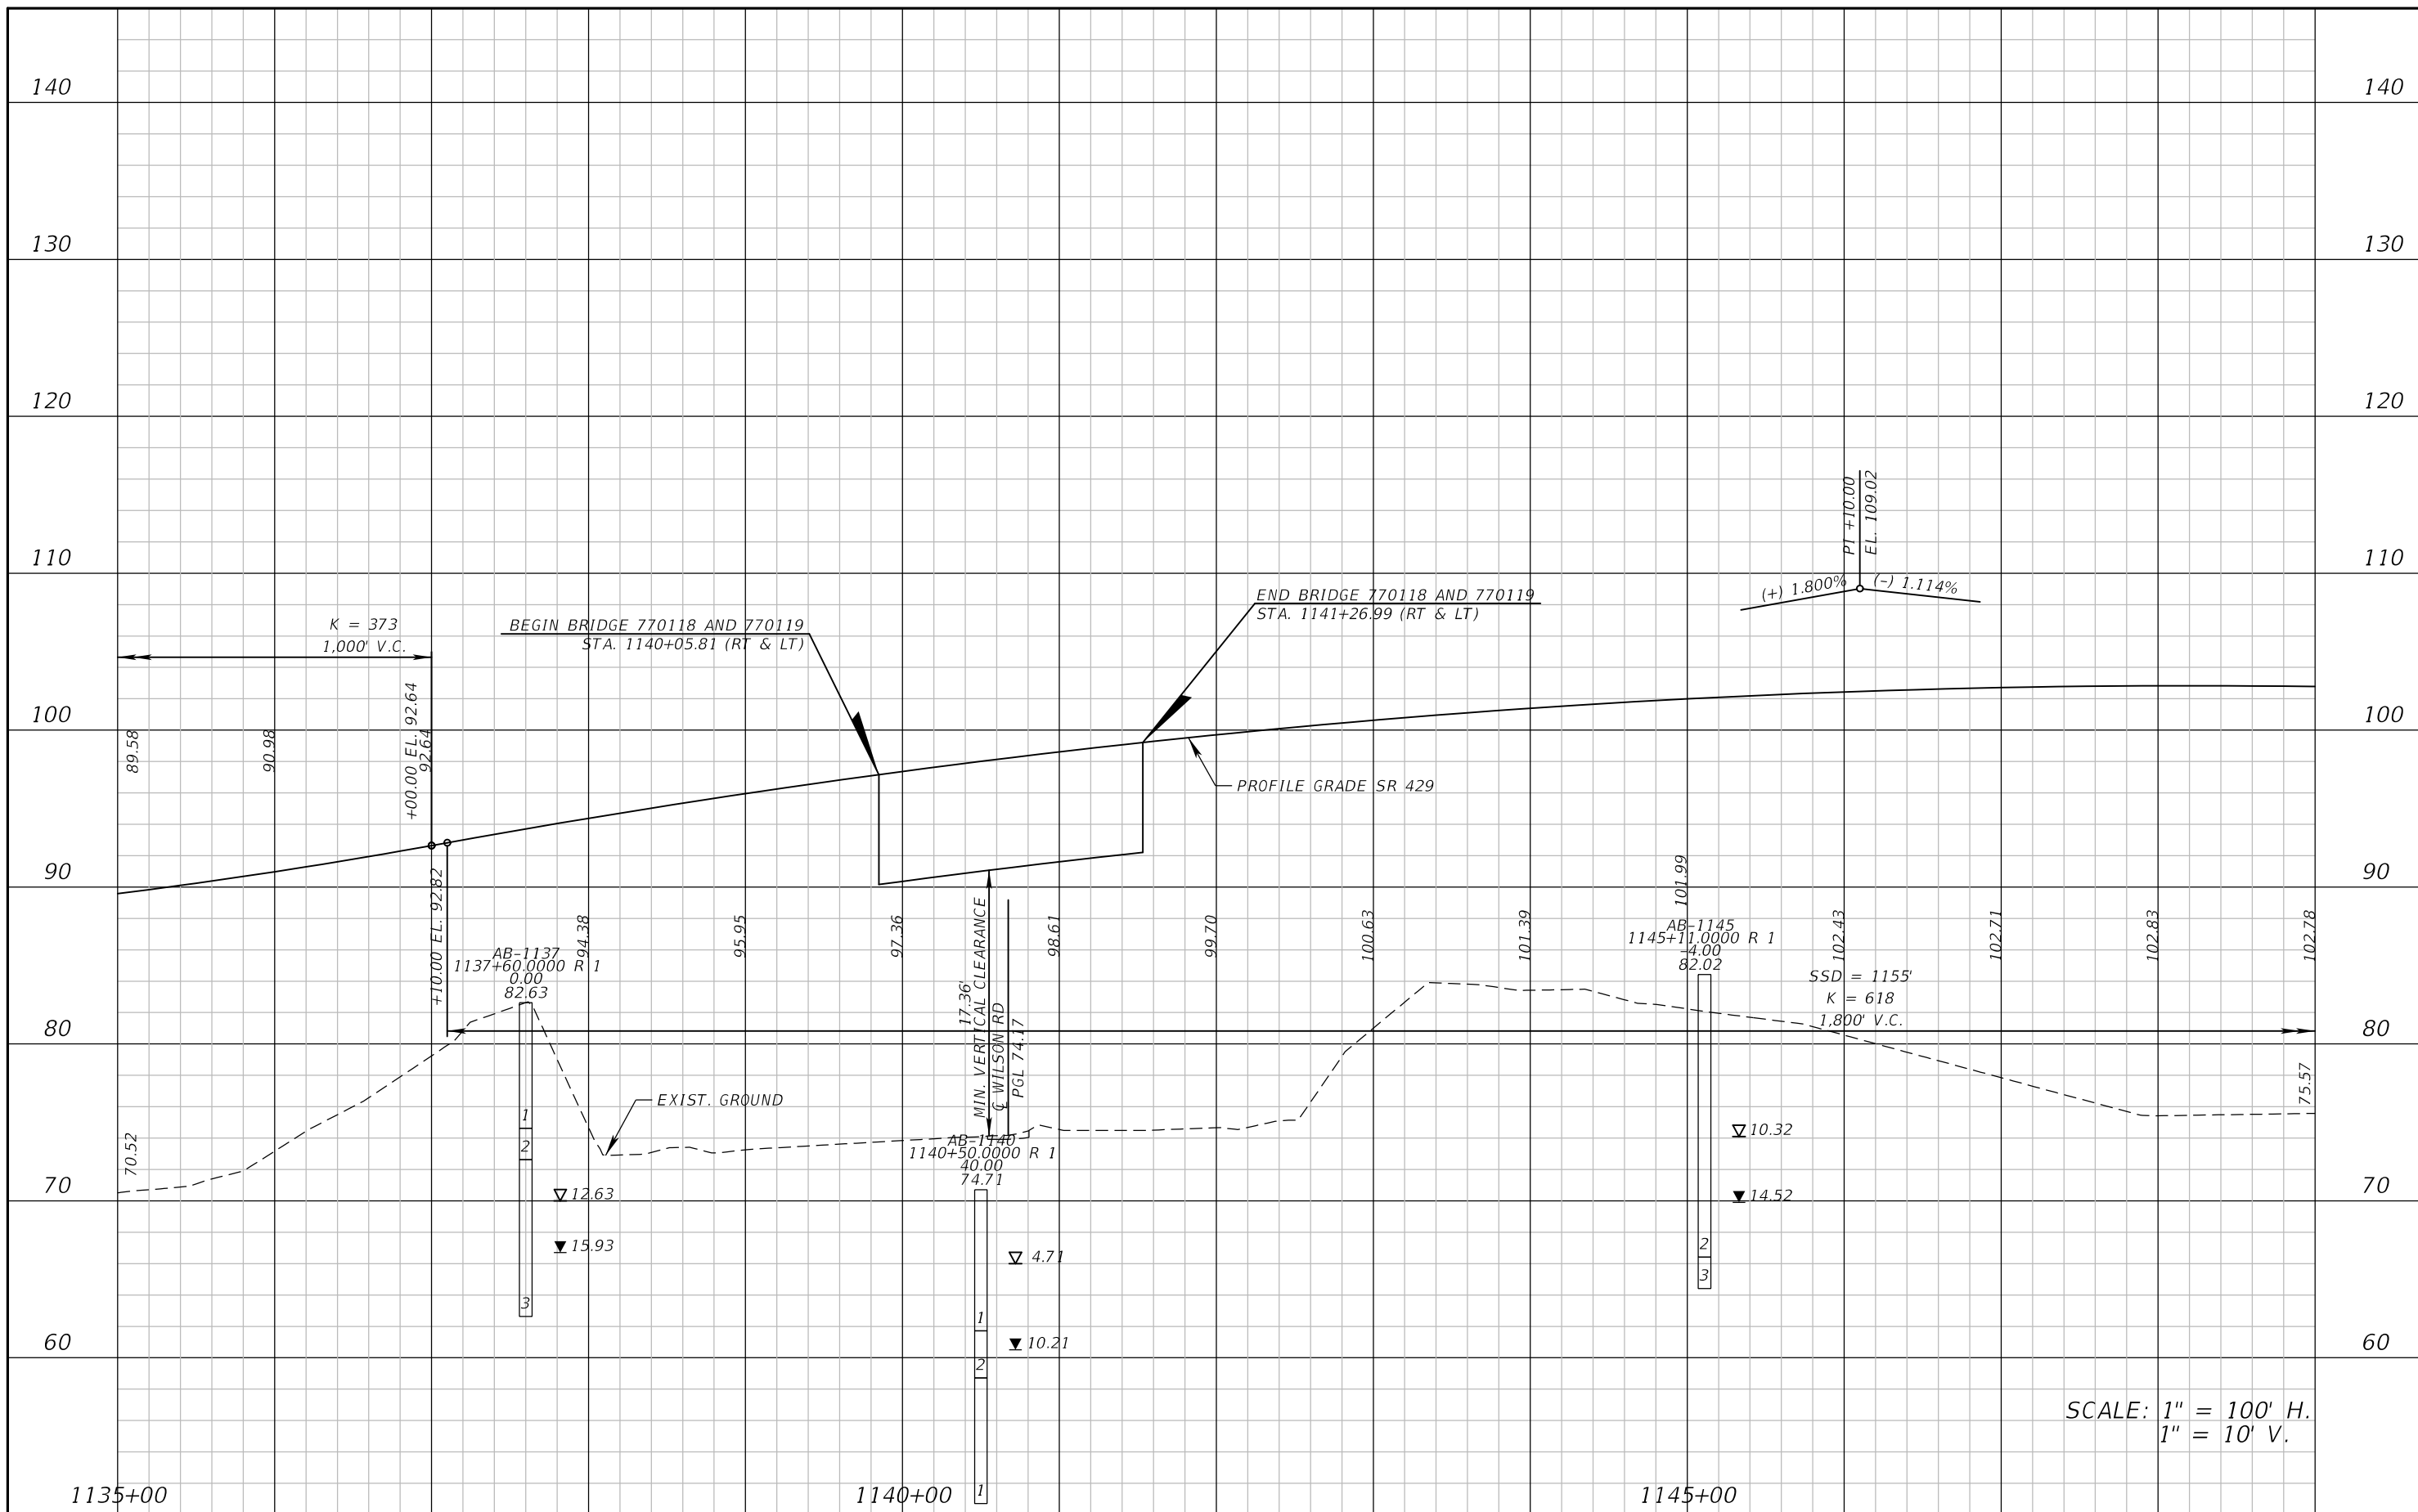 140
140
130
130
120
120
110
110
100
100
90
90
80
80
70
70
60
60
K = 373
1,000' V.C.
BEGIN BRIDGE 770118 AND 770119
STA. 1140+05.81 (RT & LT)
END BRIDGE 770118 AND 770119
STA. 1141+26.99 (RT & LT)
PI +10.00
EL. 109.02
(+) 1.800%
(-) 1.114%
+00.00 EL. 92.64
+10.00 EL. 92.82
PROFILE GRADE SR 429
89.58
90.98
92.64
94.38
95.95
97.36
98.61
99.70
100.63
101.39
101.99
102.43
102.71
102.83
102.78
AB-1137
1137+60.0000 R 1
0.00
82.63
1
2
3
12.63
15.93
EXIST. GROUND
17.36'
MIN. VERTICAL CLEARANCE
℄ WILSON RD
PGL 74.17
AB-1140
1140+50.0000 R 1
40.00
74.71
1
2
1
4.71
10.21
AB-1145
1145+11.0000 R 1
-4.00
82.02
2
3
10.32
14.52
SSD = 1155'
K = 618
1,800' V.C.
70.52
75.57
SCALE: 1" = 100' H.
1" = 10' V.
1135+00
1140+00
1145+00